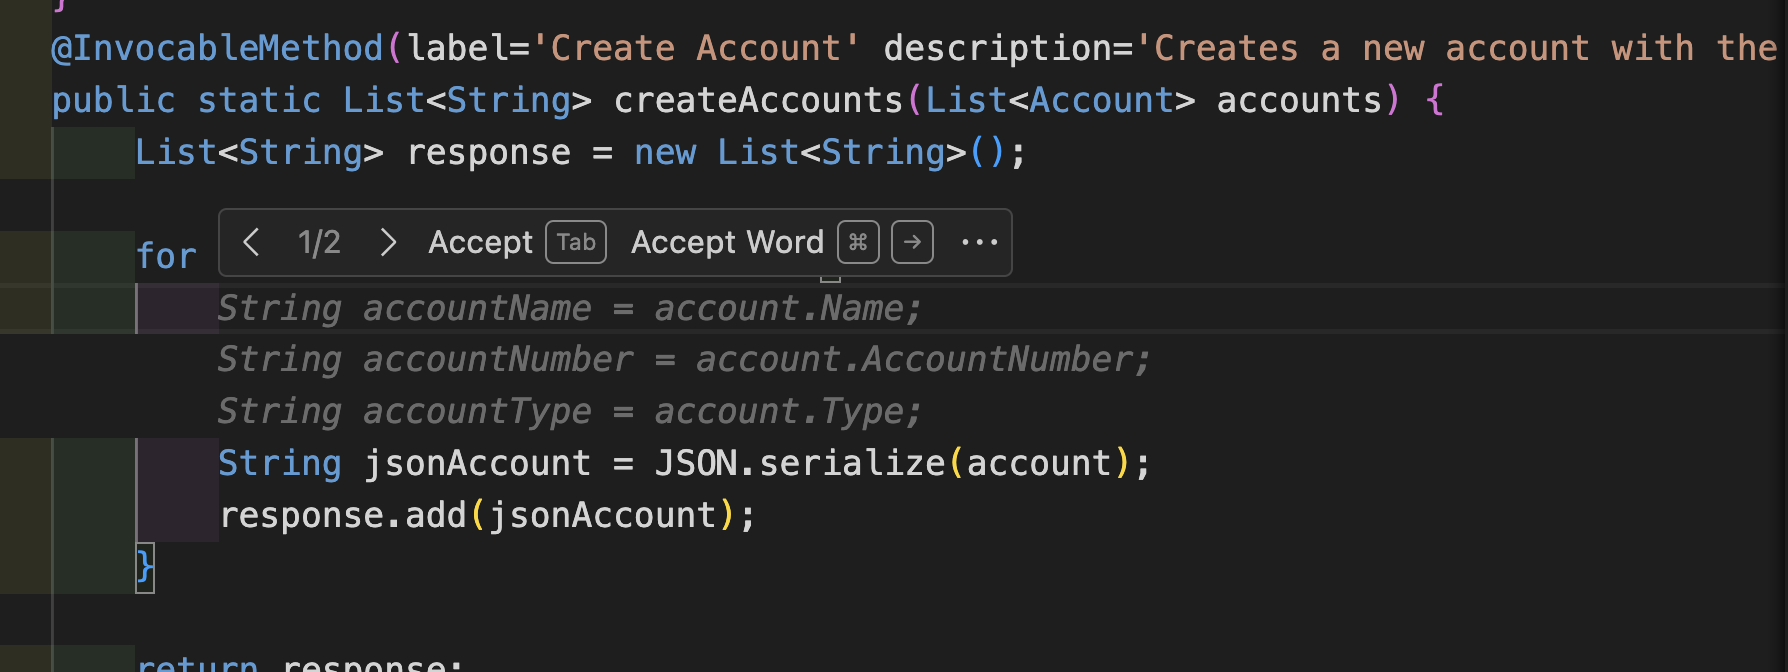 }
@InvocableMethod(label='Create Account' description='Creates a new account with the
public static List<String> createAccounts(List<Account> accounts) {
List<String> response = new List<String>();
for
1/2 Accept Tab Accept Word ⌘ → ···
String accountName = account.Name;
String accountNumber = account.AccountNumber;
String accountType = account.Type;
String jsonAccount = JSON.serialize(account);
response.add(jsonAccount);
}
return response;